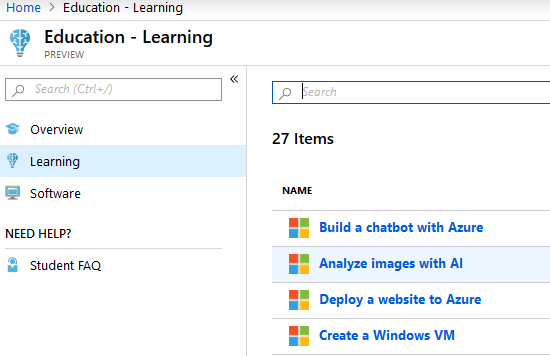 Home > Education - Learning
Education - Learning
PREVIEW
Search (Ctrl+/)
«
Overview
Learning
Software
NEED HELP?
Student FAQ
Search
27 Items
NAME
Build a chatbot with Azure
Analyze images with AI
Deploy a website to Azure
Create a Windows VM